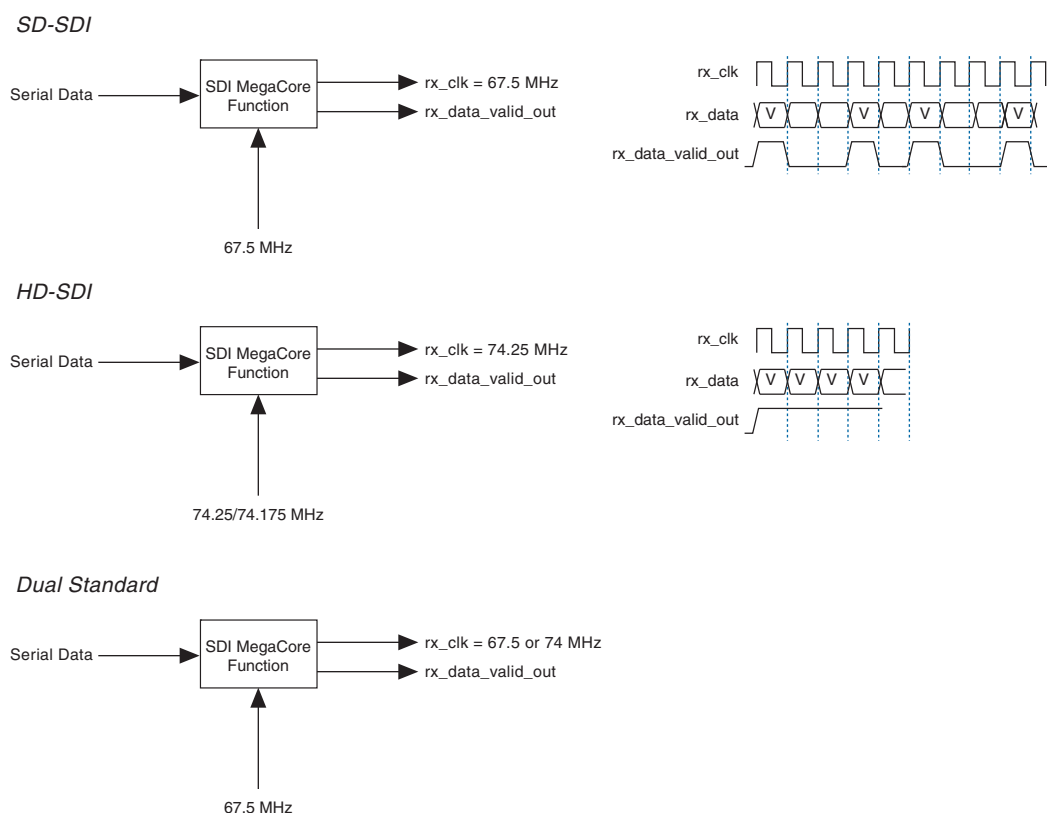 SD-SDI
Serial Data
SDI MegaCore
Function
rx_clk = 67.5 MHz
rx_data_valid_out
67.5 MHz
rx_clk
rx_data
V V V V
rx_data_valid_out
HD-SDI
Serial Data
SDI MegaCore
Function
rx_clk = 74.25 MHz
rx_data_valid_out
74.25/74.175 MHz
rx_clk
rx_data
V V V V
rx_data_valid_out
Dual Standard
Serial Data
SDI MegaCore
Function
rx_clk = 67.5 or 74 MHz
rx_data_valid_out
67.5 MHz